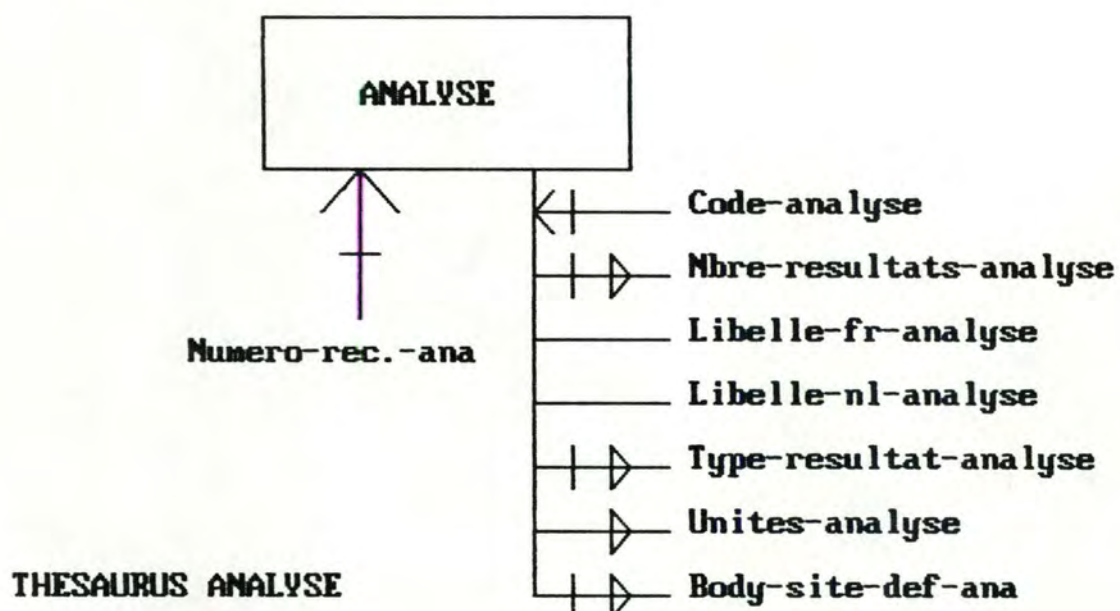 ANALYSE
Code-analyse
Nbre-resultats-analyse
Libelle-fr-analyse
Numero-rec.-ana
Libelle-nl-analyse
Type-resultat-analyse
Unites-analyse
THESAURUS ANALYSE
Body-site-def-ana